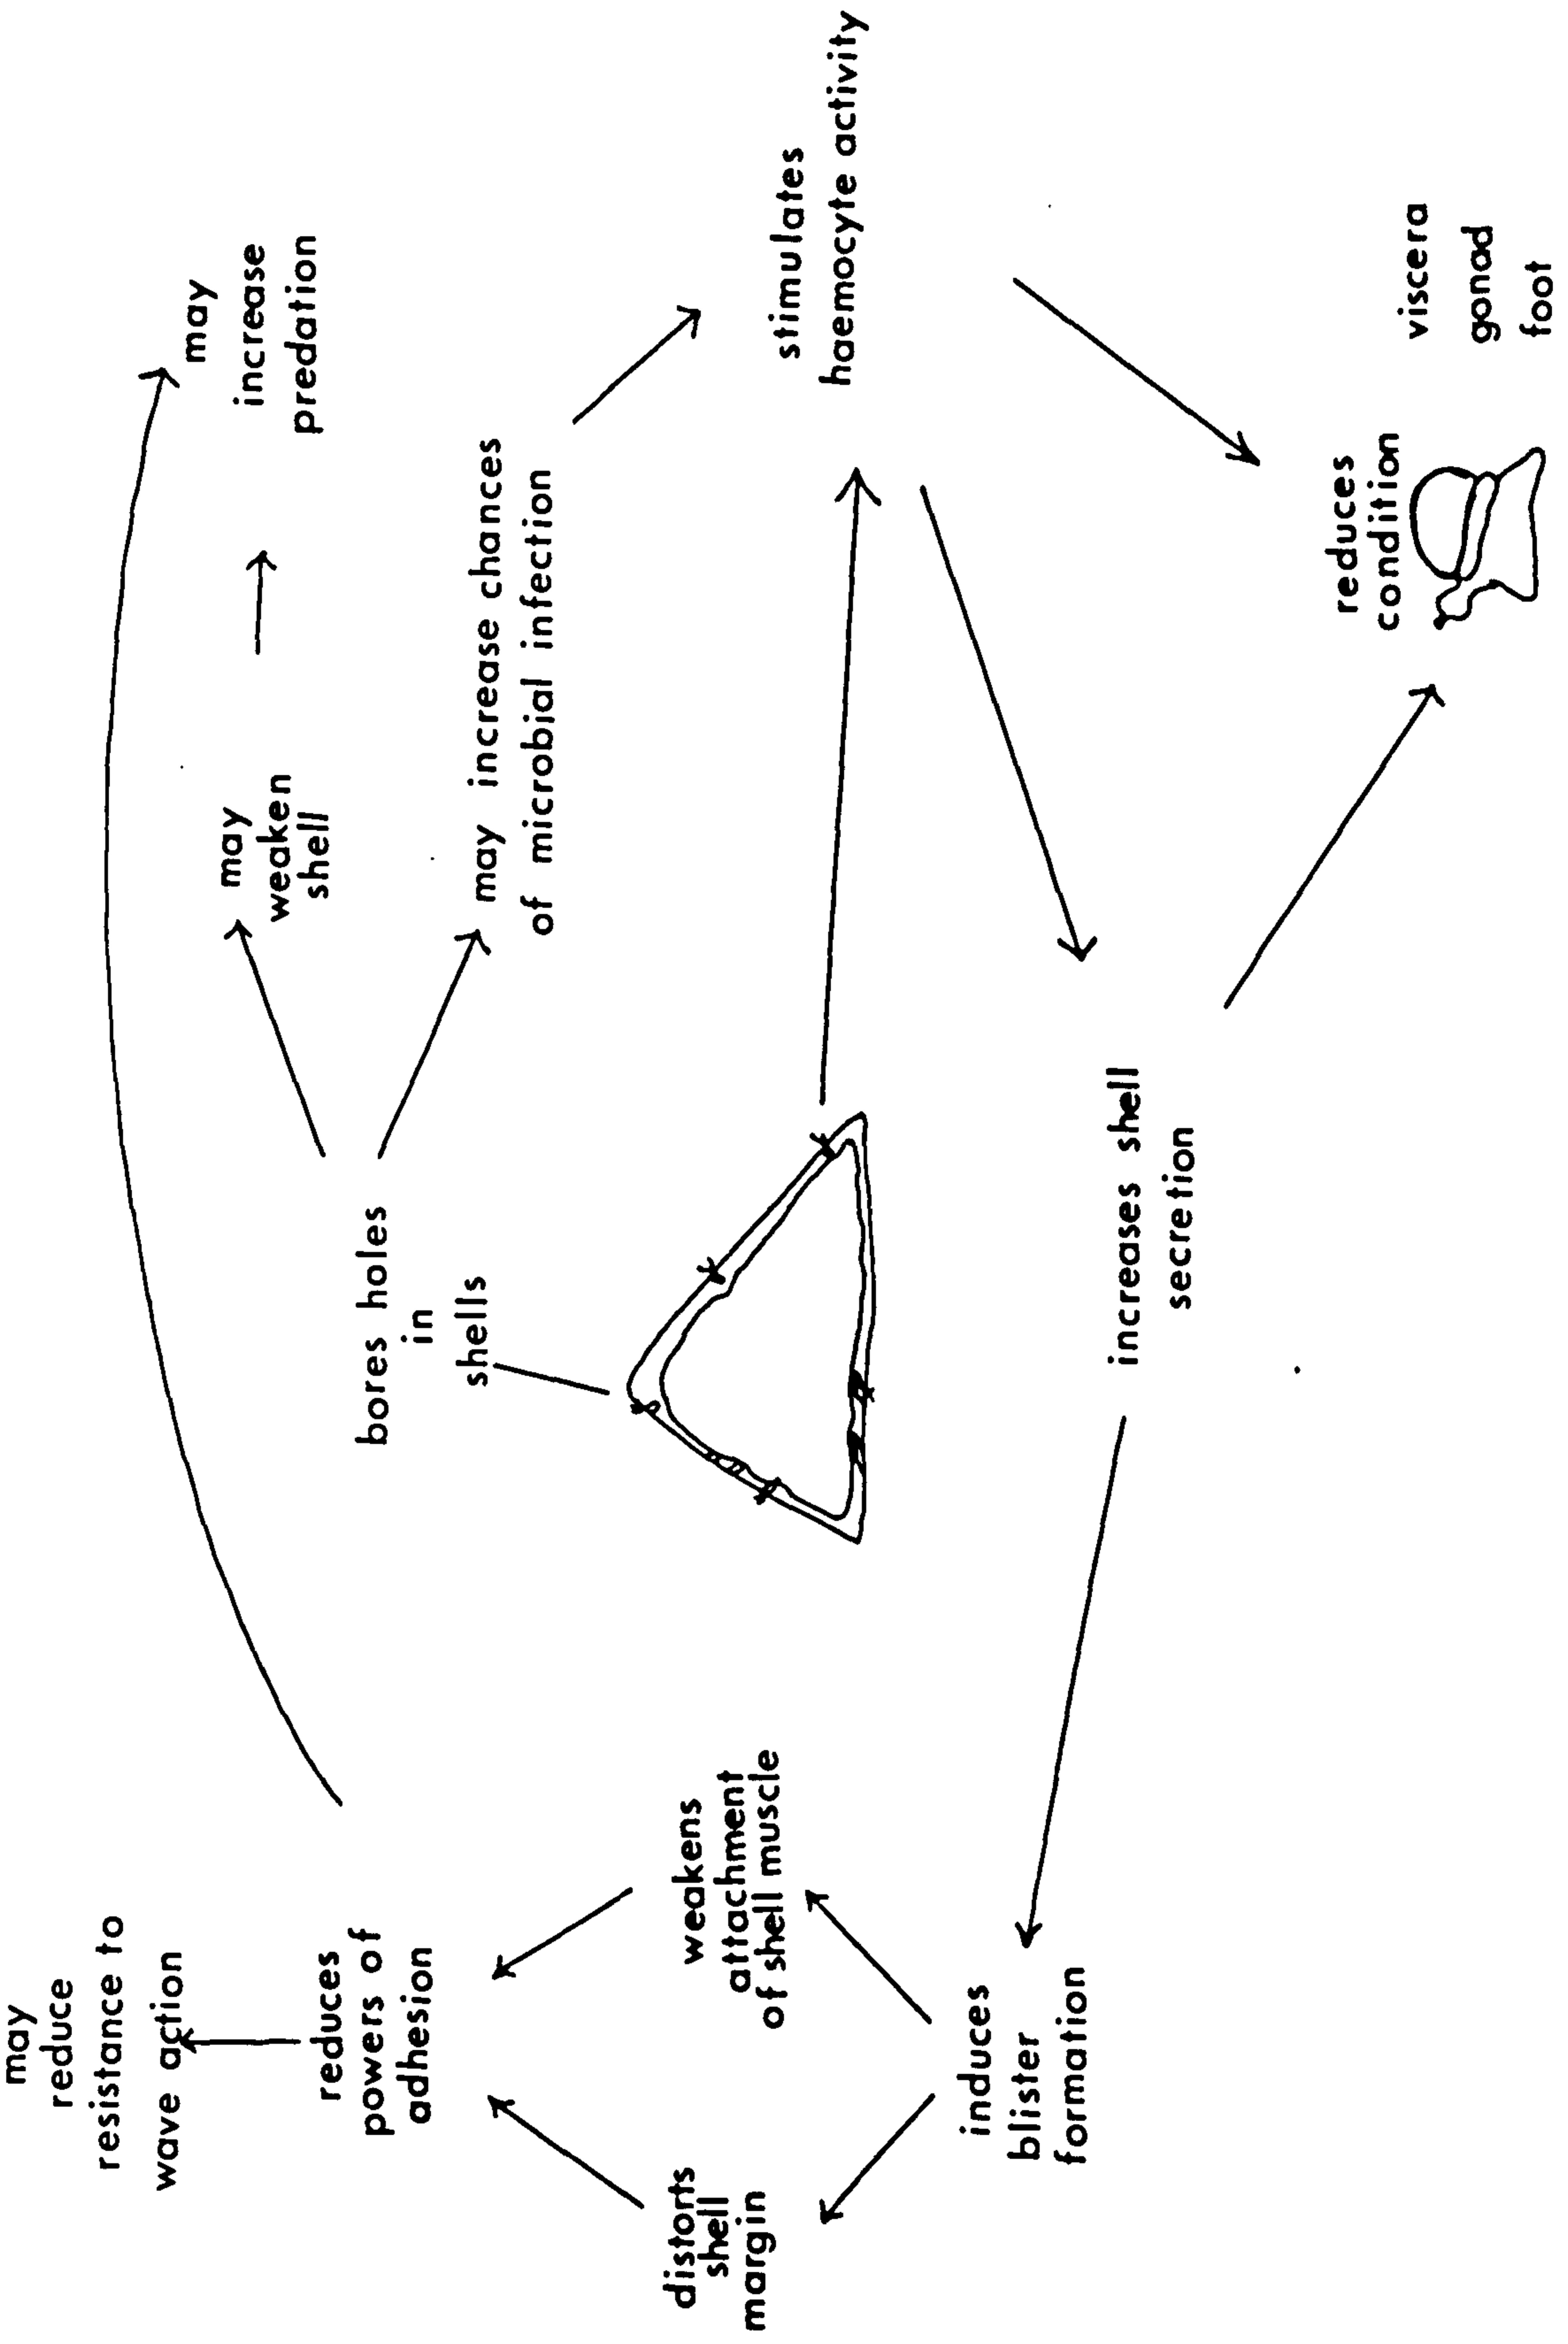 may
reduce
resistance to
wave action
reduces
powers of
adhesion
distorts
shell
margin
weakens
attachment
of shell muscle
induces
blister
formation
bores holes
in
shells
increases shell
secretion
may
weaken
shell
may increase chances
of microbial infection
may
increase
predation
stimulates
haemocyte activity
reduces
condition
viscera
gonad
foot